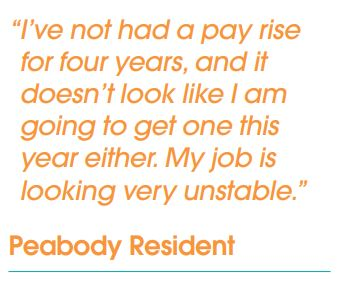 “I’ve not had a pay rise
for four years, and it
doesn’t look like I am
going to get one this
year either. My job is
looking very unstable.”
Peabody Resident